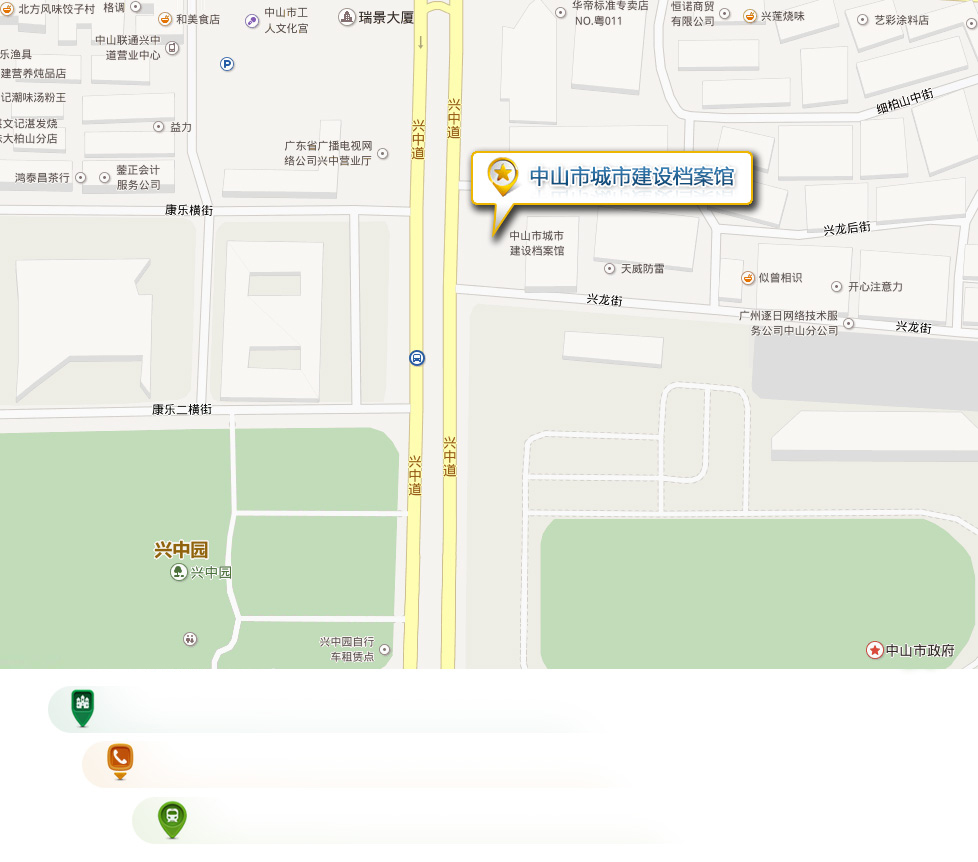 北方风味饺子村
格调
和美食店
中山市工
人文化宫
瑞景大厦
华帝标准专卖店
NO.粤011
恒诺商贸
有限公司
兴莲烧味
艺彩涂料店
中山联通兴中
道营业中心
乐渔具
建营养炖品店
P
记潮味汤粉王
细柏山中街
文记湛发烧
大柏山分店
益力
兴中道
兴中道
广东省广播电视网
络公司兴中营业厅
鸿泰昌茶行
蓥正会计
服务公司
中山市城市建设档案馆
康乐横街
中山市城市
建设档案馆
兴龙后街
天威防雷
似曾相识
开心注意力
兴龙街
广州逐日网络技术服
务公司中山分公司
兴龙街
康乐二横街
兴中道
兴中道
兴中园
兴中园
兴中园自行
车租赁点
中山市政府